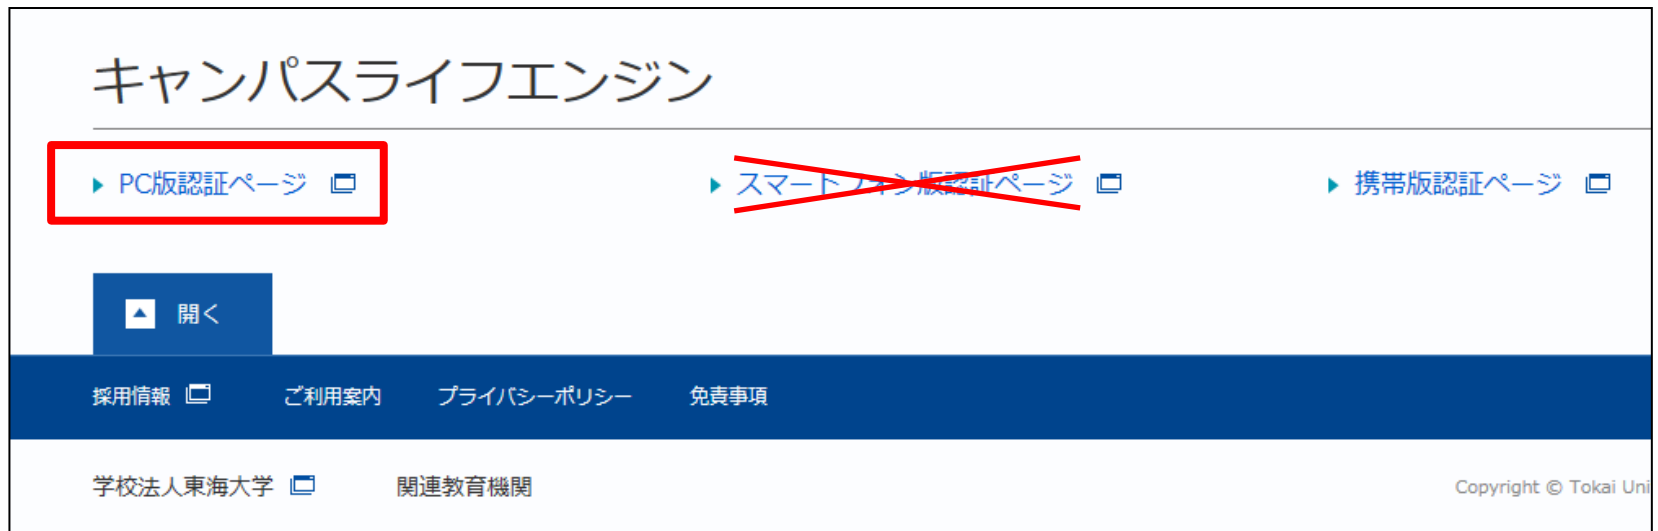 キャンパスライフエンジン
PC版認証ページ スマートフォン版認証ページ 携帯版認証ページ
開く
採用情報 ご利用案内 プライバシーポリシー 免責事項
学校法人東海大学 関連教育機関 Copyright © Tokai Uni